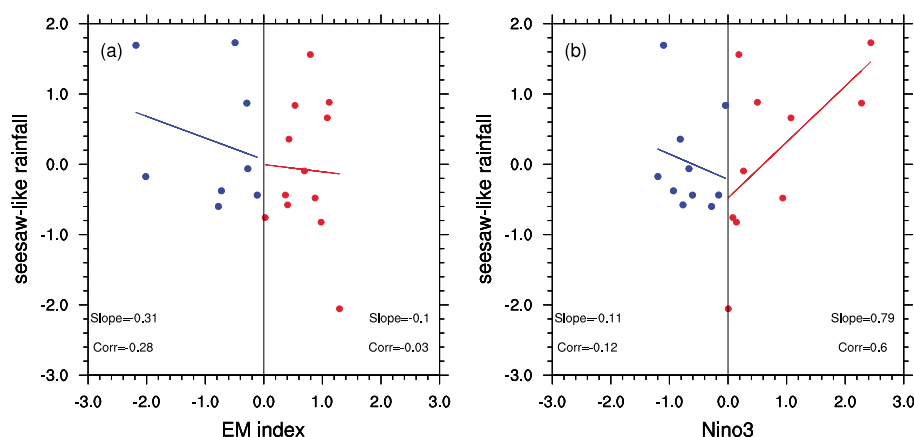 (a)
seesaw-like rainfall
2.0
1.0
0.0
-1.0
-2.0
-3.0
Slope=-0.31
Slope=-0.1
Corr=-0.28
Corr=-0.03
-3.0 -2.0 -1.0 0.0 1.0 2.0 3.0
EM index
(b)
seesaw-like rainfall
2.0
1.0
0.0
-1.0
-2.0
-3.0
Slope=-0.11
Slope=0.79
Corr=-0.12
Corr=0.6
-3.0 -2.0 -1.0 0.0 1.0 2.0 3.0
Nino3